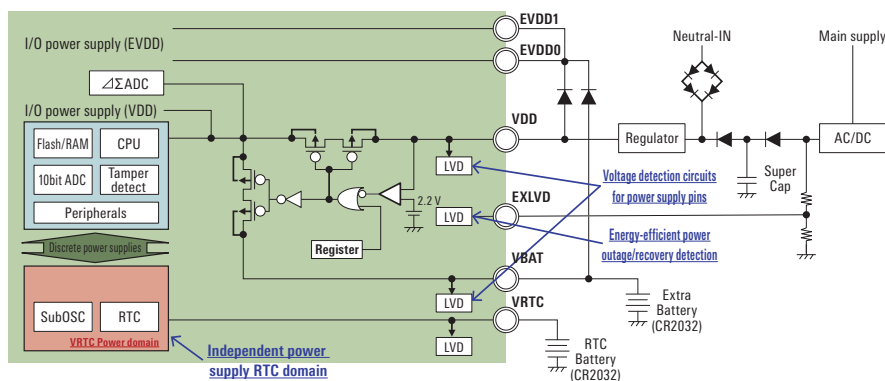 EVDD1
I/O power supply (EVDD)
EVDD0
Neutral-IN
Main supply
ΔΣADC
I/O power supply (VDD)
VDD
Flash/RAM
CPU
10bit ADC
Tamper
detect
Peripherals
Discrete power supplies
SubOSC
RTC
VRTC Power domain
Register
2.2 V
LVD
LVD
LVD
LVD
EXLVD
VBAT
VRTC
Regulator
AC/DC
Super
Cap
Voltage detection circuits
for power supply pins
Energy-efficient power
outage/recovery detection
Independent power
supply RTC domain
Extra
Battery
(CR2032)
RTC
Battery
(CR2032)